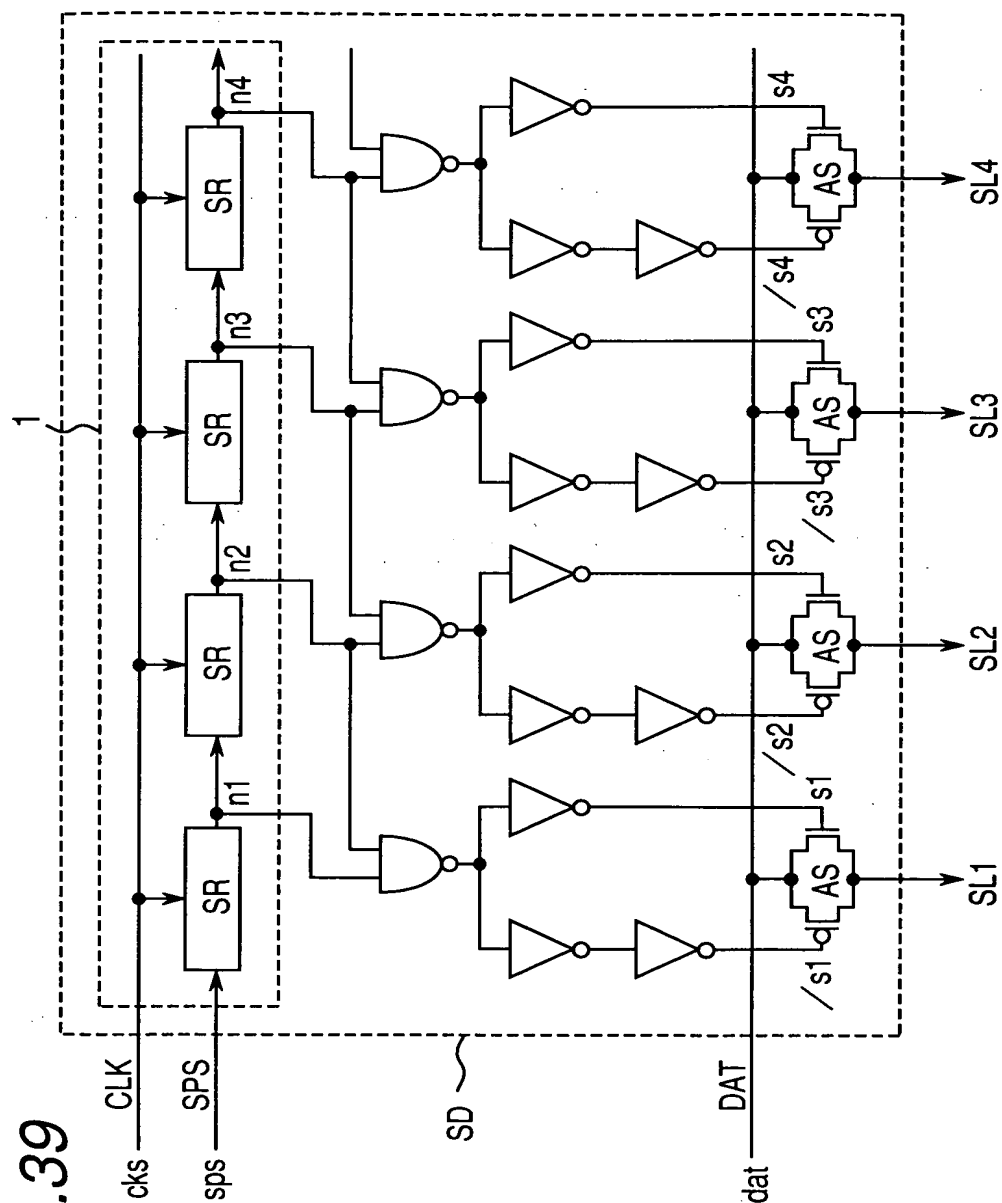 .39
1
cks CLK
sps SPS
SR SR SR SR
n1 n2 n3 n4
SD
dat DAT
/s1 s1 /s2 s2 /s3 s3 /s4 s4
AS AS AS AS
SL1 SL2 SL3 SL4